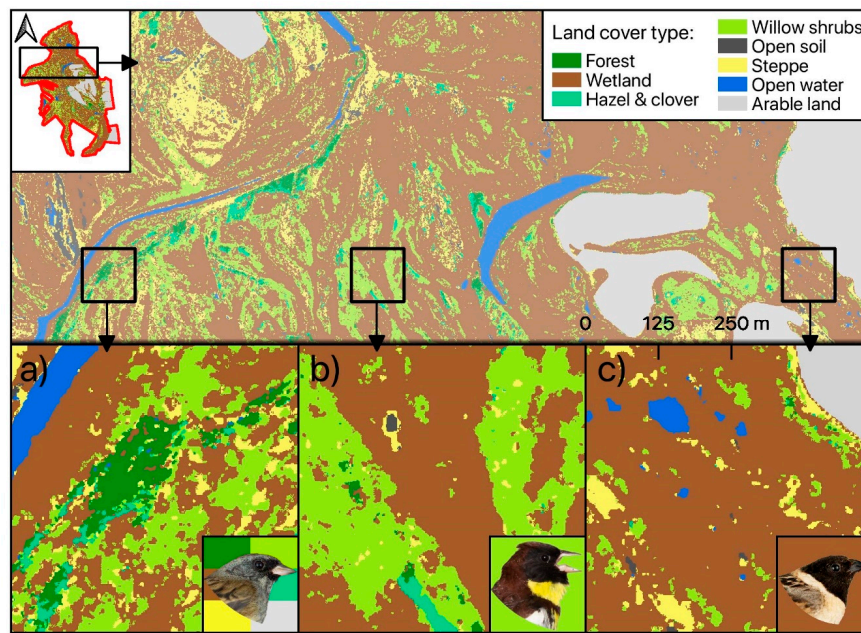 Land cover type:
Forest
Wetland
Hazel & clover
Willow shrubs
Open soil
Steppe
Open water
Arable land
0 125 250 m
a)
b)
c)